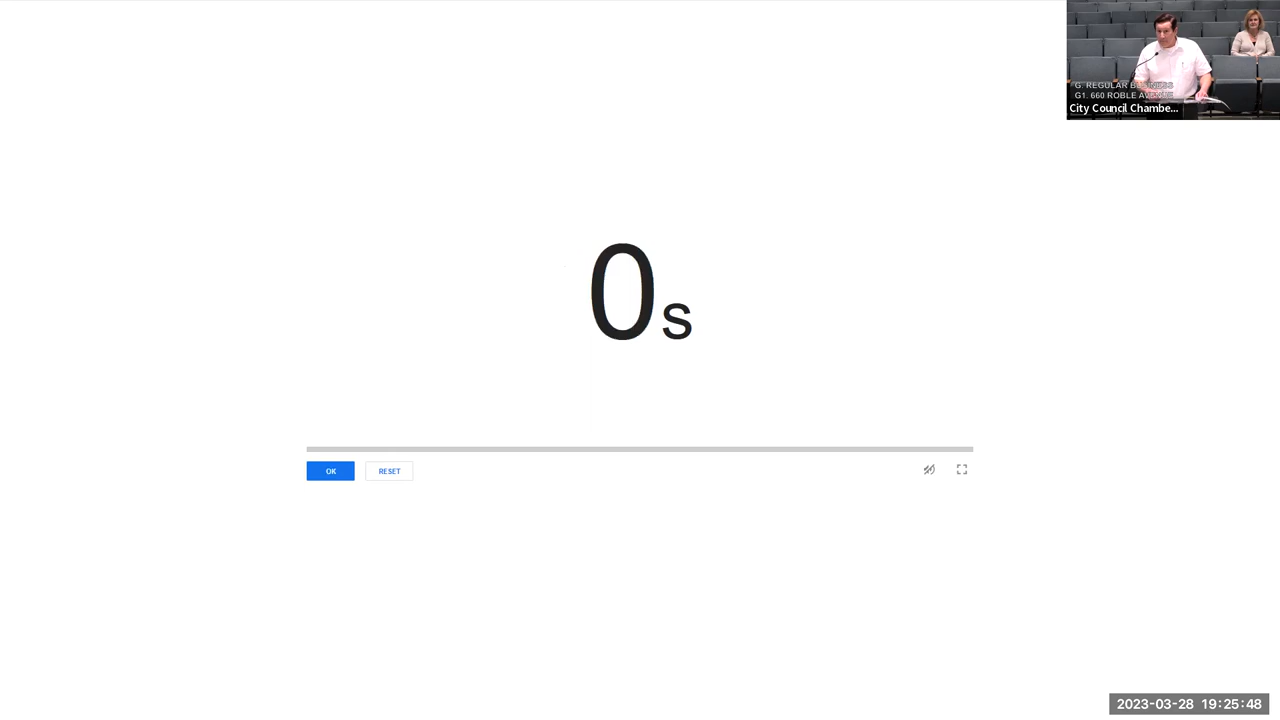 G. REGULAR BUSINESS
G1. 660 ROBLE AVENUE
City Council Chambe...
0s
OK
RESET
2023-03-28 19:25:48